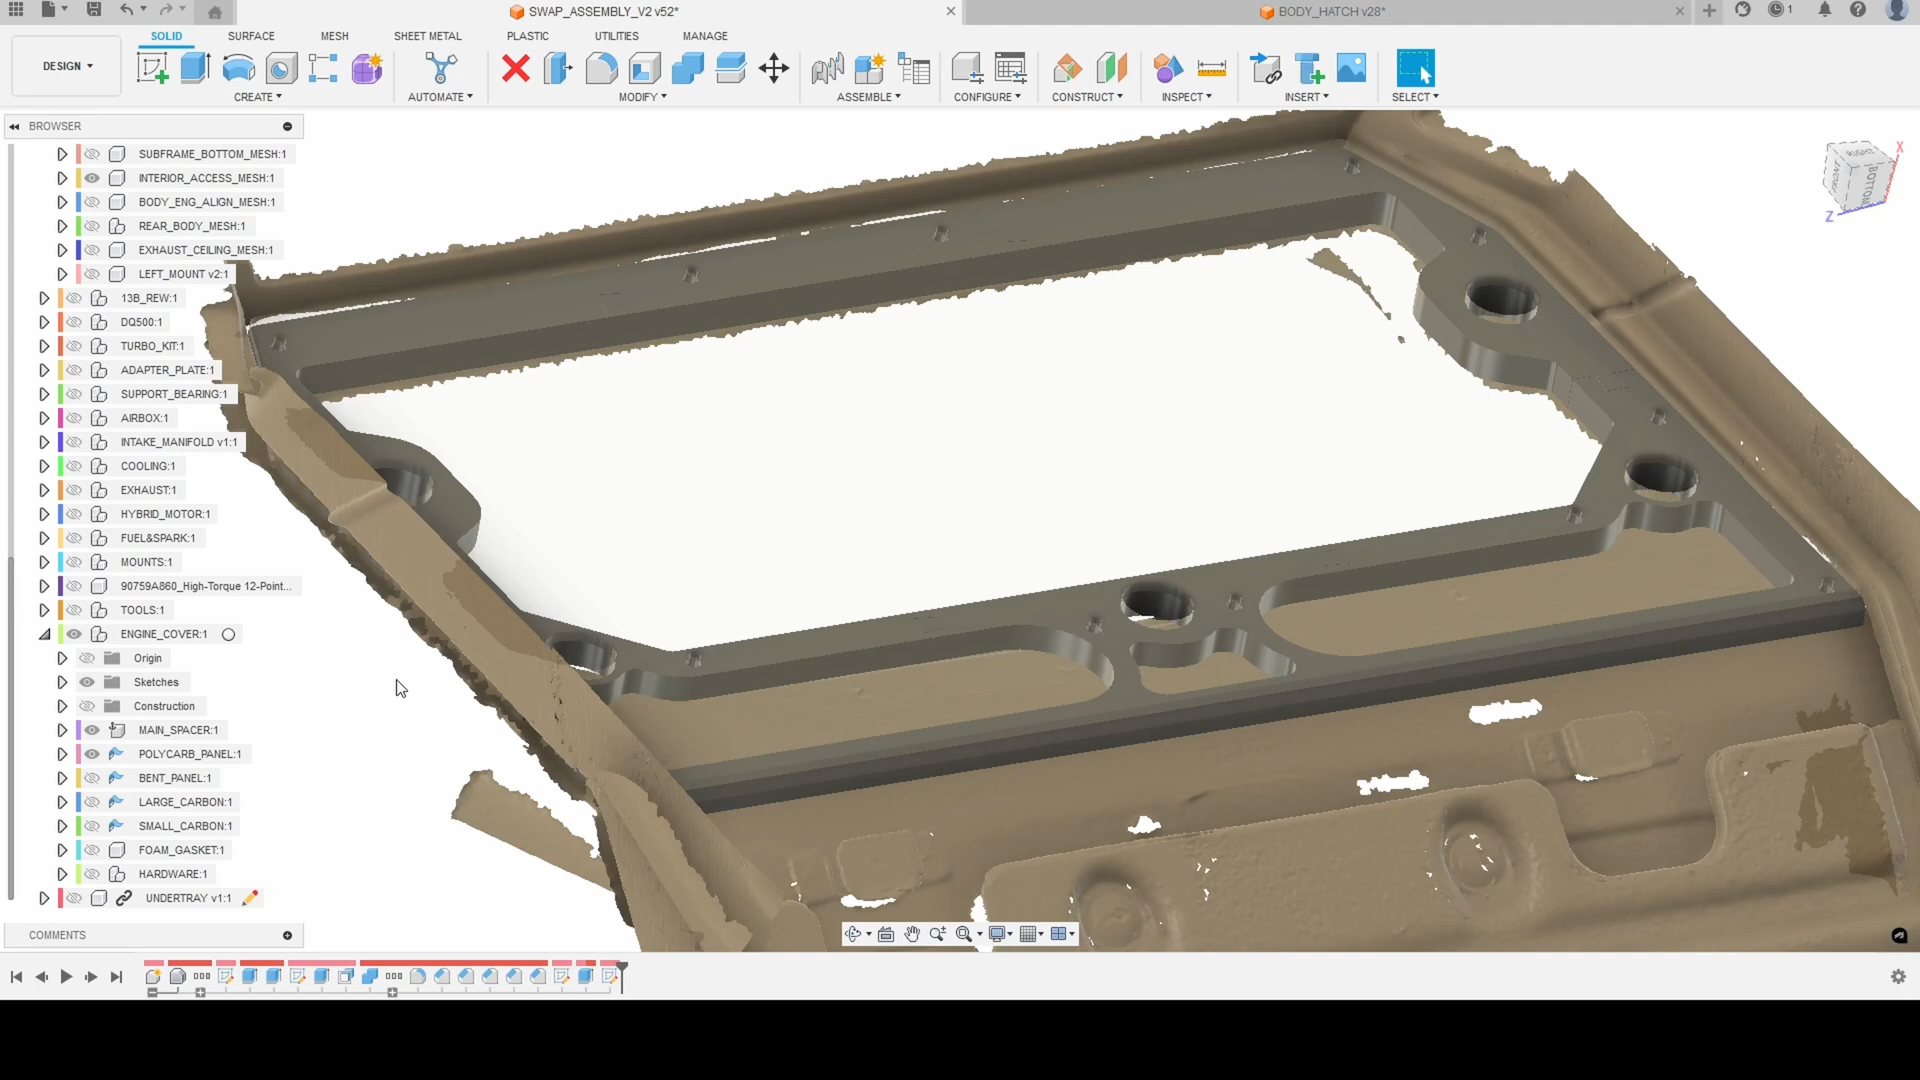 SWAP_ASSEMBLY_V2 v52*
BODY_HATCH v28*
1
DESIGN
SOLID
SURFACE
MESH
SHEET METAL
PLASTIC
UTILITIES
MANAGE
CREATE
AUTOMATE
MODIFY
ASSEMBLE
CONFIGURE
CONSTRUCT
INSPECT
INSERT
SELECT
BROWSER
SUBFRAME_BOTTOM_MESH:1
INTERIOR_ACCESS_MESH:1
BODY_ENG_ALIGN_MESH:1
REAR_BODY_MESH:1
EXHAUST_CEILING_MESH:1
LEFT_MOUNT v2:1
13B_REW:1
DQ500:1
TURBO_KIT:1
ADAPTER_PLATE:1
SUPPORT_BEARING:1
AIRBOX:1
INTAKE_MANIFOLD v1:1
COOLING:1
EXHAUST:1
HYBRID_MOTOR:1
FUEL&SPARK:1
MOUNTS:1
90759A860_High-Torque 12-Point...
TOOLS:1
ENGINE_COVER:1
Origin
Sketches
Construction
MAIN_SPACER:1
POLYCARB_PANEL:1
BENT_PANEL:1
LARGE_CARBON:1
SMALL_CARBON:1
FOAM_GASKET:1
HARDWARE:1
UNDERTRAY v1:1
COMMENTS
RIGHT
BOTTOM
X
Z